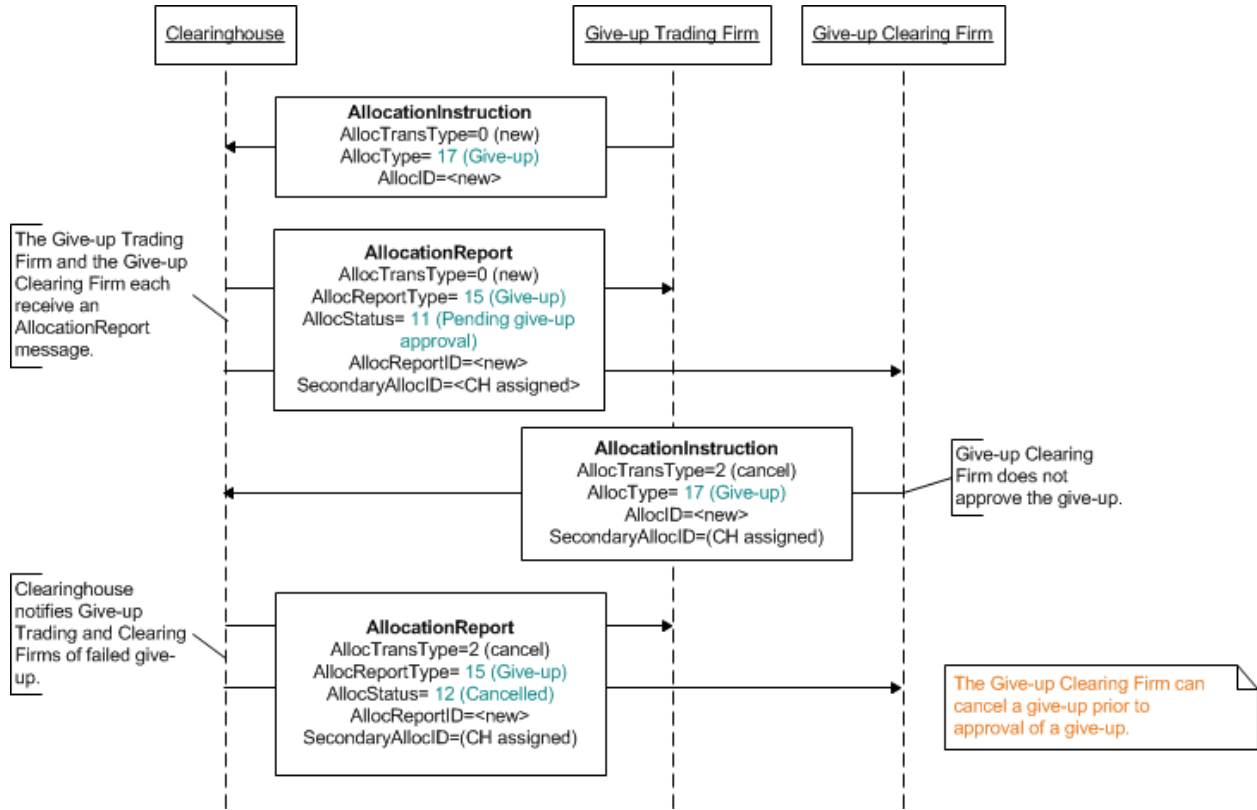 Clearinghouse
Give-up Trading Firm
Give-up Clearing Firm
AllocationInstruction
AllocTransType=0 (new)
AllocType= 17 (Give-up)
AllocID=<new>
The Give-up Trading
Firm and the Give-up
Clearing Firm each
receive an
AllocationReport
message.
AllocationReport
AllocTransType=0 (new)
AllocReportType= 15 (Give-up)
AllocStatus= 11 (Pending give-up
approval)
AllocReportID=<new>
SecondaryAllocID=<CH assigned>
AllocationInstruction
AllocTransType=2 (cancel)
AllocType= 17 (Give-up)
AllocID=<new>
SecondaryAllocID=(CH assigned)
Give-up Clearing
Firm does not
approve the give-up.
Clearinghouse
notifies Give-up
Trading and Clearing
Firms of failed give-
up.
AllocationReport
AllocTransType=2 (cancel)
AllocReportType= 15 (Give-up)
AllocStatus= 12 (Cancelled)
AllocReportID=<new>
SecondaryAllocID=(CH assigned)
The Give-up Clearing Firm can
cancel a give-up prior to
approval of a give-up.